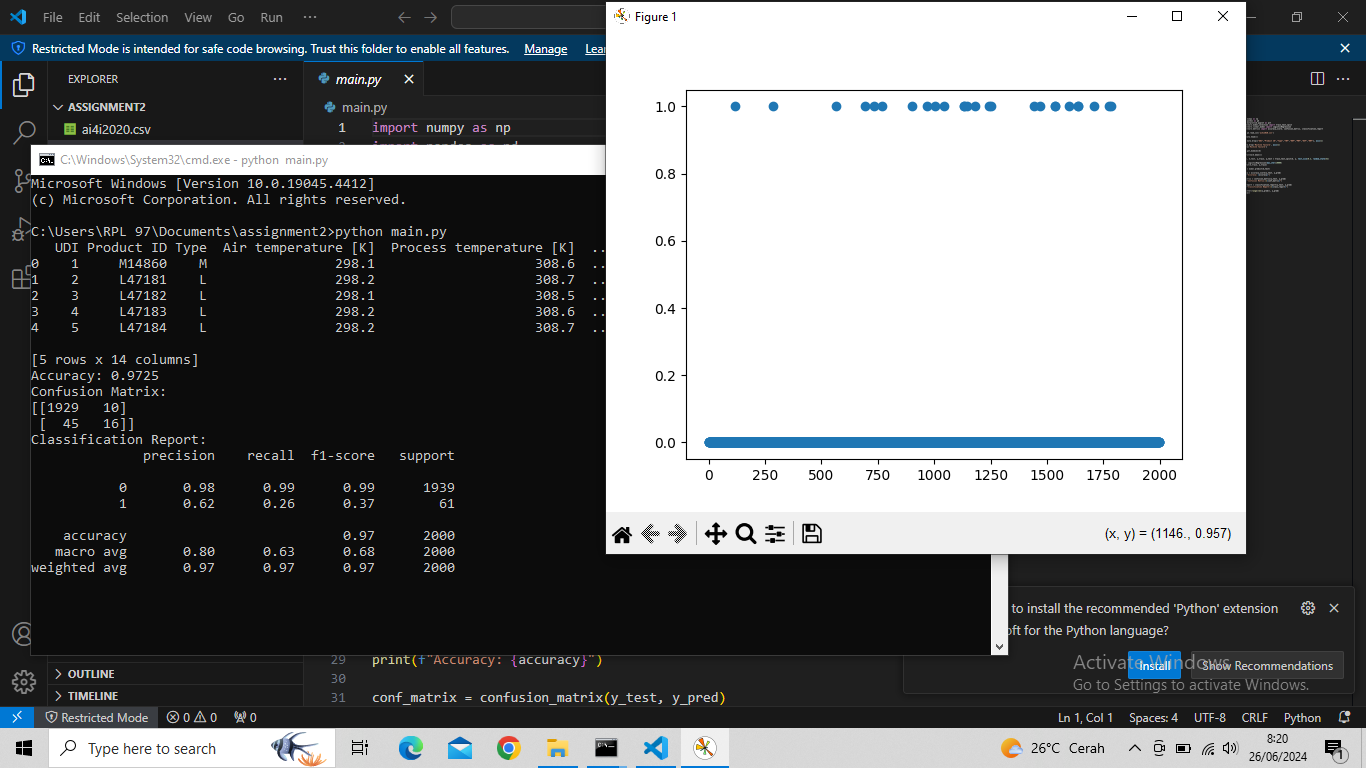 File Edit Selection View Go Run ···
Figure 1
Restricted Mode is intended for safe code browsing. Trust this folder to enable all features. Manage Lea
EXPLORER ···
main.py
ASSIGNMENT2
main.py
ai4i2020.csv
1 import numpy as np
C:\Windows\System32\cmd.exe - python  main.py
Microsoft Windows [Version 10.0.19045.4412]
(c) Microsoft Corporation. All rights reserved.
C:\Users\RPL 97\Documents\assignment2>python main.py
UDI Product ID Type  Air temperature [K]  Process temperature [K]  ..
0    1     M14860    M                298.1                    308.6  ..
1    2     L47181    L                298.2                    308.7  ..
2    3     L47182    L                298.1                    308.5  ..
3    4     L47183    L                298.2                    308.6  ..
4    5     L47184    L                298.2                    308.7  ..
[5 rows x 14 columns]
Accuracy: 0.9725
Confusion Matrix:
[[1929   10]
[  45   16]]
Classification Report:
precision    recall  f1-score   support
0       0.98      0.99      0.99      1939
1       0.62      0.26      0.37        61
accuracy                           0.97      2000
macro avg       0.80      0.63      0.68      2000
weighted avg       0.97      0.97      0.97      2000
1.0
0.8
0.6
0.4
0.2
0.0
0 250 500 750 1000 1250 1500 1750 2000
(x, y) = (1146., 0.957)
to install the recommended 'Python' extension
oft for the Python language?
Install Show Recommendations
Activate Windows
Go to Settings to activate Windows.
OUTLINE
TIMELINE
29 print(f"Accuracy: {accuracy}")
30
31 conf_matrix = confusion_matrix(y_test, y_pred)
Restricted Mode 0 0 0
Ln 1, Col 1 Spaces: 4 UTF-8 CRLF Python
Type here to search
26°C Cerah
8:20
26/06/2024
1